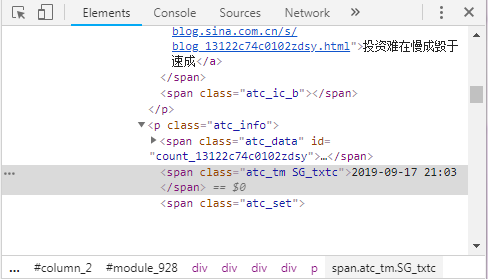 Elements Console Sources »
blog.sina.com.cn/s/
blog_13122c74c0102zdsy.html">投资难在慢成毁于
速成</a>
</span>
<span class="atc_ic_b"></span>
</p>
▼<p class="atc_info">
▶<span class="atc_data" id=
"count_13122c74c0102zdsy">…</span>
… <span class="atc_tm SG_txtc">2019-09-17 21:03
</span> == $0
<span class="atc_set">
... #column_2 #module_928 div div div div p span.atc_tm.SG_txtc